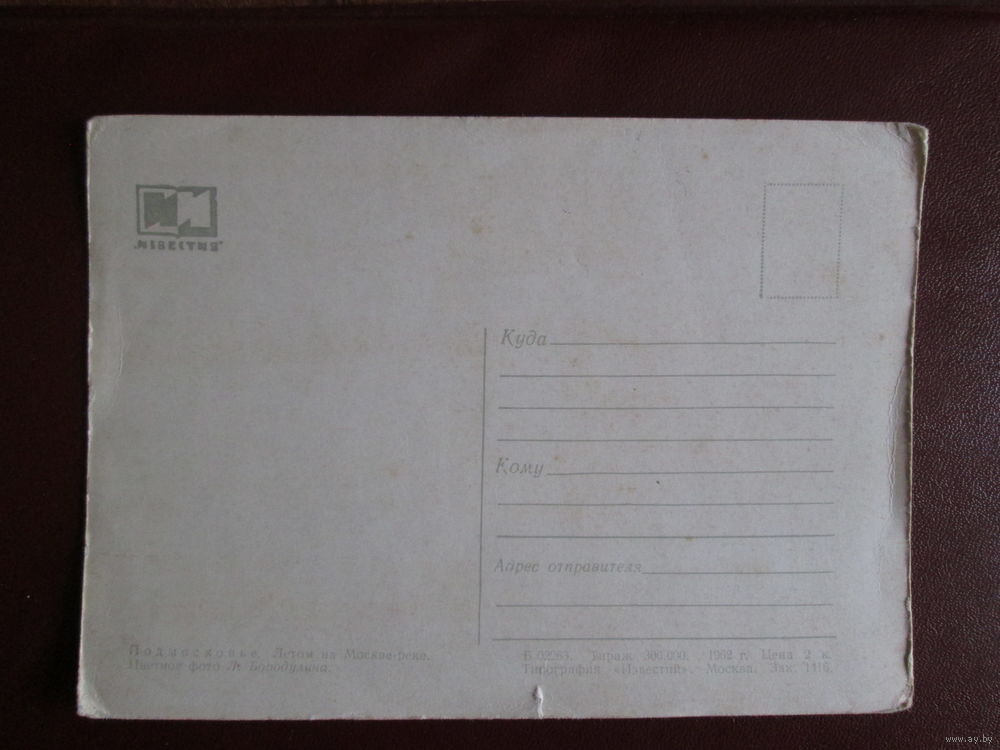 „ИЗВЕСТИЯ"
Куда
Кому
Адрес отправителя
Подмосковье. Летом на Москве-реке.
Цветное фото Л. Бородулина.
Б 02263. Тираж 300.000. 1962 г. Цена 2 к.
Типография «Известий». Москва. Зак. 1116.
www.ay.by